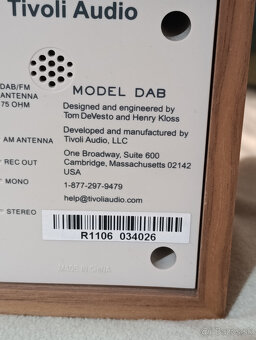 Tivoli Audio
DAB/FM
ANTENNA
75 OHM
MODEL DAB
Designed and engineered by
Tom DeVesto and Henry Kloss
Developed and manufactured by
Tivoli Audio, LLC
AM ANTENNA
One Broadway, Suite 600
Cambridge, Massachusetts 02142
USA
REC OUT
MONO
1-877-297-9479
help@tivoliaudio.com
STEREO
R1106 034026
MADE IN CHINA